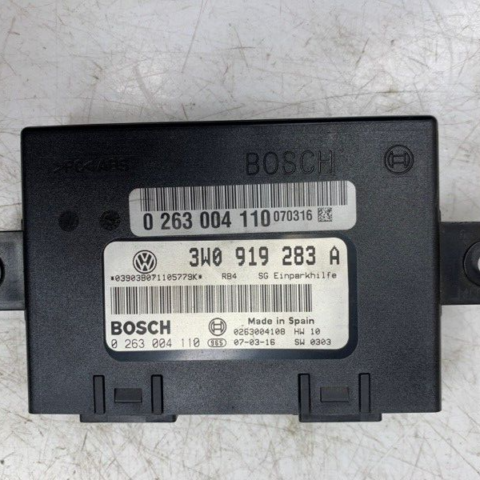 >PC+ABS
BOSCH
0 263 004 110 070316
3W0 919 283 A
*03903B071105779K* RB4 SG Einparkhilfe
BOSCH Made in Spain
0263004108 HW 10
0 263 004 110 07-03-16 SW 0303